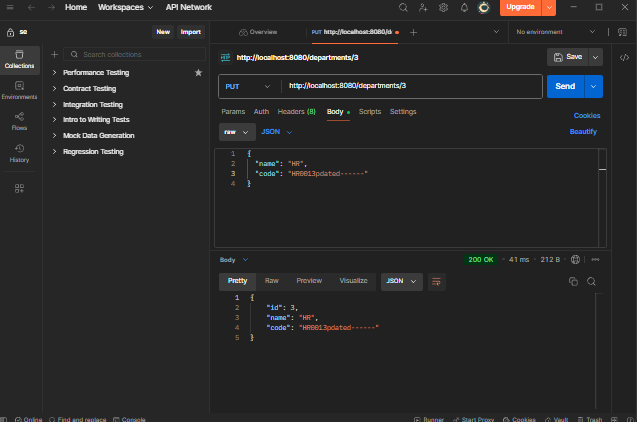 Home Workspaces API Network Upgrade
se New Import Overview PUT http://localhost:8080/de No environment
Collections
Search collections
http://localhost:8080/departments/3 Save
Performance Testing
Contract Testing
Integration Testing
Intro to Writing Tests
Mock Data Generation
Regression Testing
Environments
Flows
History
PUT http://localhost:8080/departments/3 Send
Params Auth Headers (8) Body Scripts Settings Cookies
raw JSON Beautify
1 {
2 "name": "HR",
3 "code": "HR0013pdated------"
4 }
Body 200 OK 41 ms 212 B
Pretty Raw Preview Visualize JSON
1 {
2 "id": 3,
3 "name": "HR",
4 "code": "HR0013pdated------"
5 }
Online Find and replace Console Runner Start Proxy Cookies Vault Trash